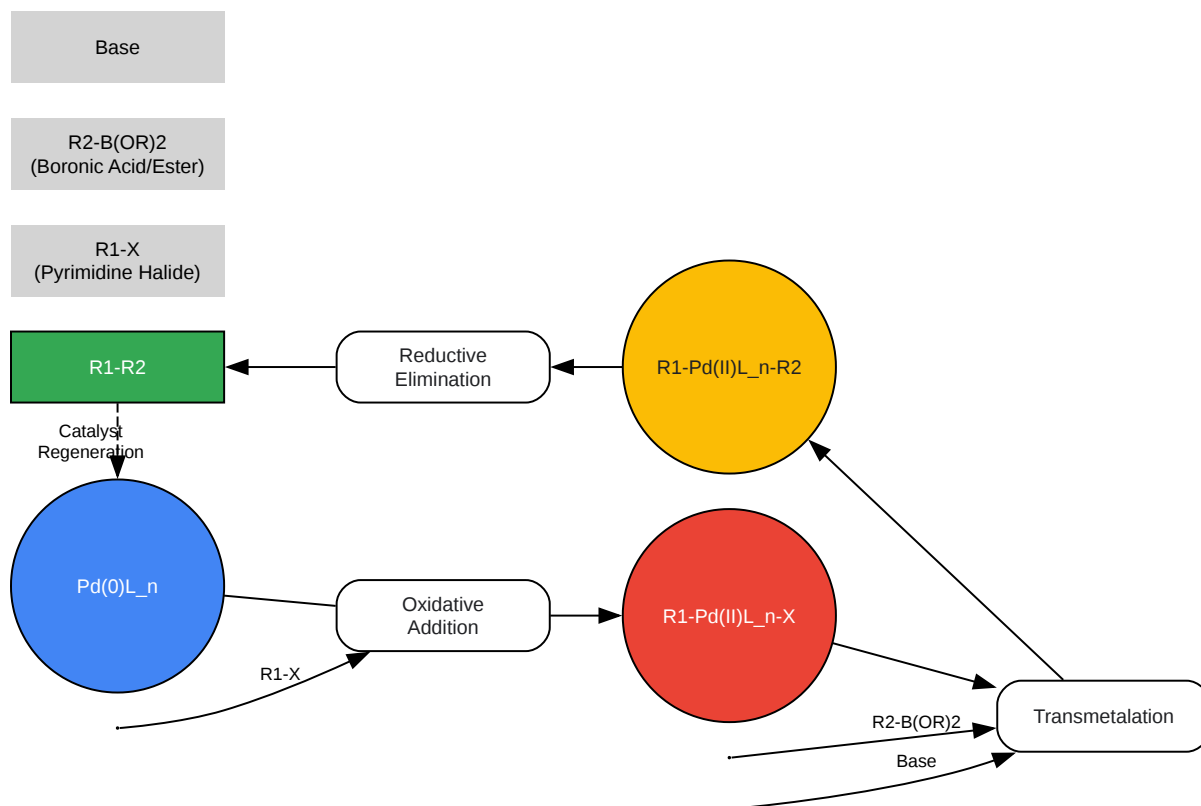 Base
R2-B(OR)2
(Boronic Acid/Ester)
R1-X
(Pyrimidine Halide)
R1-R2
Reductive
Elimination
R1-Pd(II)L_n-R2
Catalyst
Regeneration
Pd(0)L_n
Oxidative
Addition
R1-Pd(II)L_n-X
R1-X
Transmetalation
R2-B(OR)2
Base